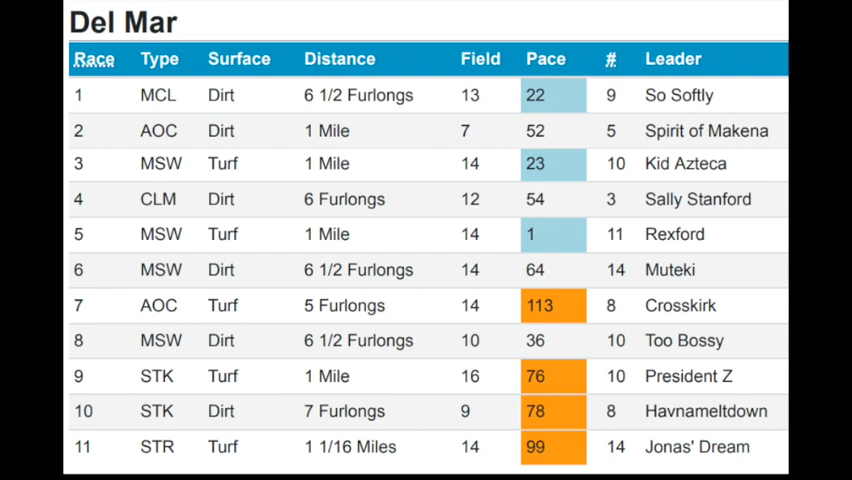 Del Mar
Race Type Surface Distance Field Pace # Leader
1 MCL Dirt 6 1/2 Furlongs 13 22 9 So Softly
2 AOC Dirt 1 Mile 7 52 5 Spirit of Makena
3 MSW Turf 1 Mile 14 23 10 Kid Azteca
4 CLM Dirt 6 Furlongs 12 54 3 Sally Stanford
5 MSW Turf 1 Mile 14 1 11 Rexford
6 MSW Dirt 6 1/2 Furlongs 14 64 14 Muteki
7 AOC Turf 5 Furlongs 14 113 8 Crosskirk
8 MSW Dirt 6 1/2 Furlongs 10 36 10 Too Bossy
9 STK Turf 1 Mile 16 76 10 President Z
10 STK Dirt 7 Furlongs 9 78 8 Havnameltdown
11 STR Turf 1 1/16 Miles 14 99 14 Jonas' Dream